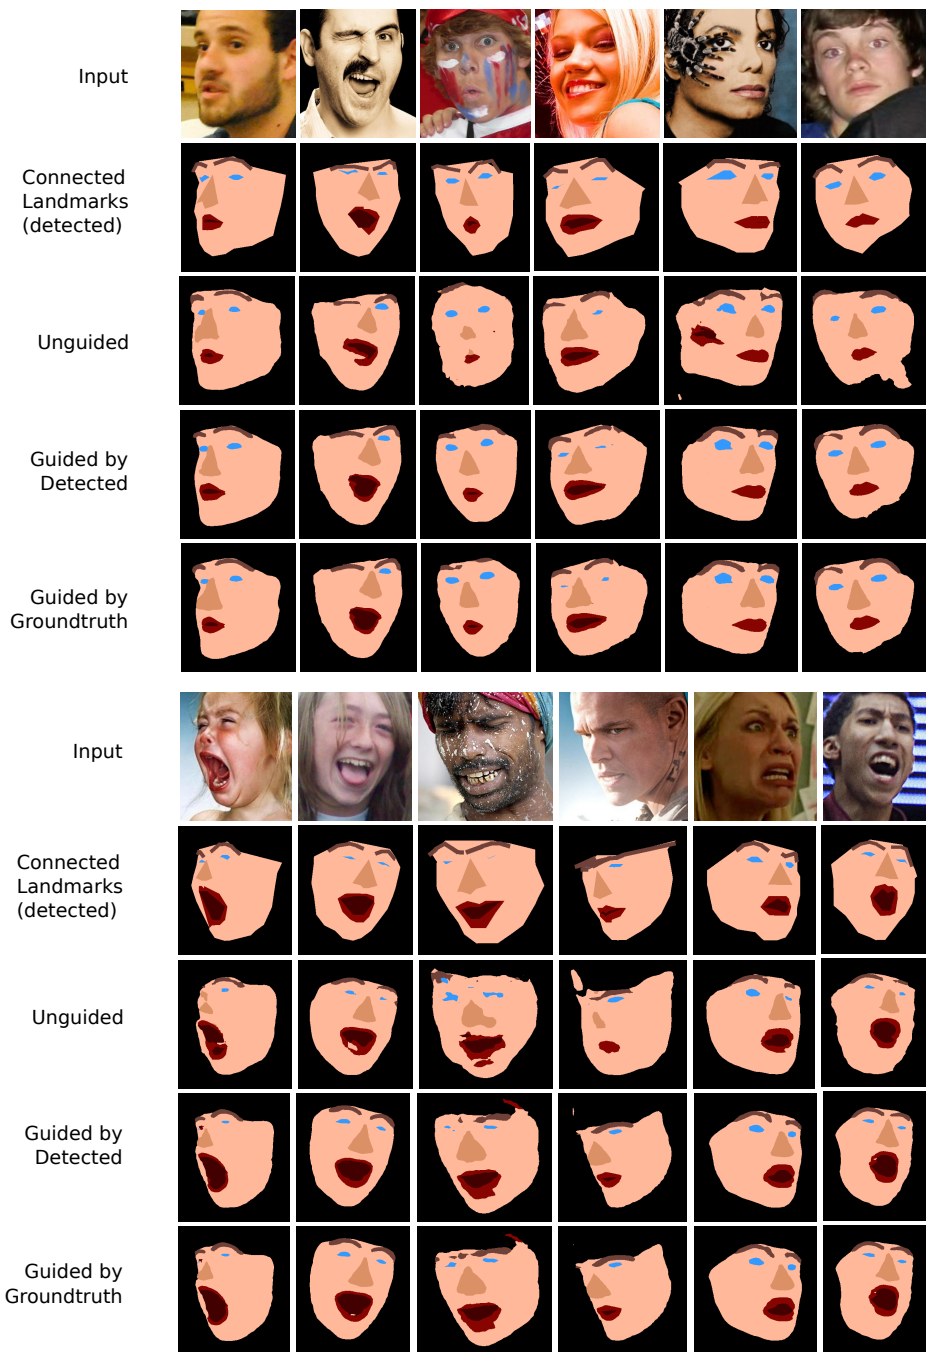 Input
Connected
Landmarks
(detected)
Unguided
Guided by
Detected
Guided by
Groundtruth
Input
Connected
Landmarks
(detected)
Unguided
Guided by
Detected
Guided by
Groundtruth